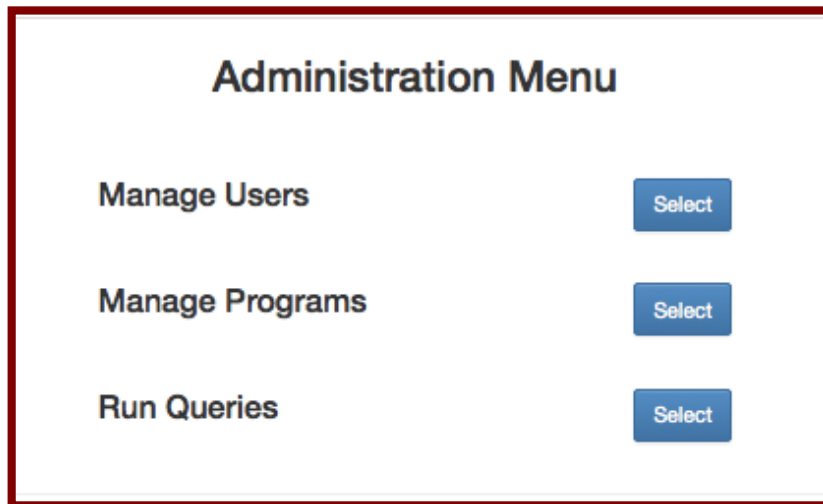 Administration Menu
Manage Users Select
Manage Programs Select
Run Queries Select